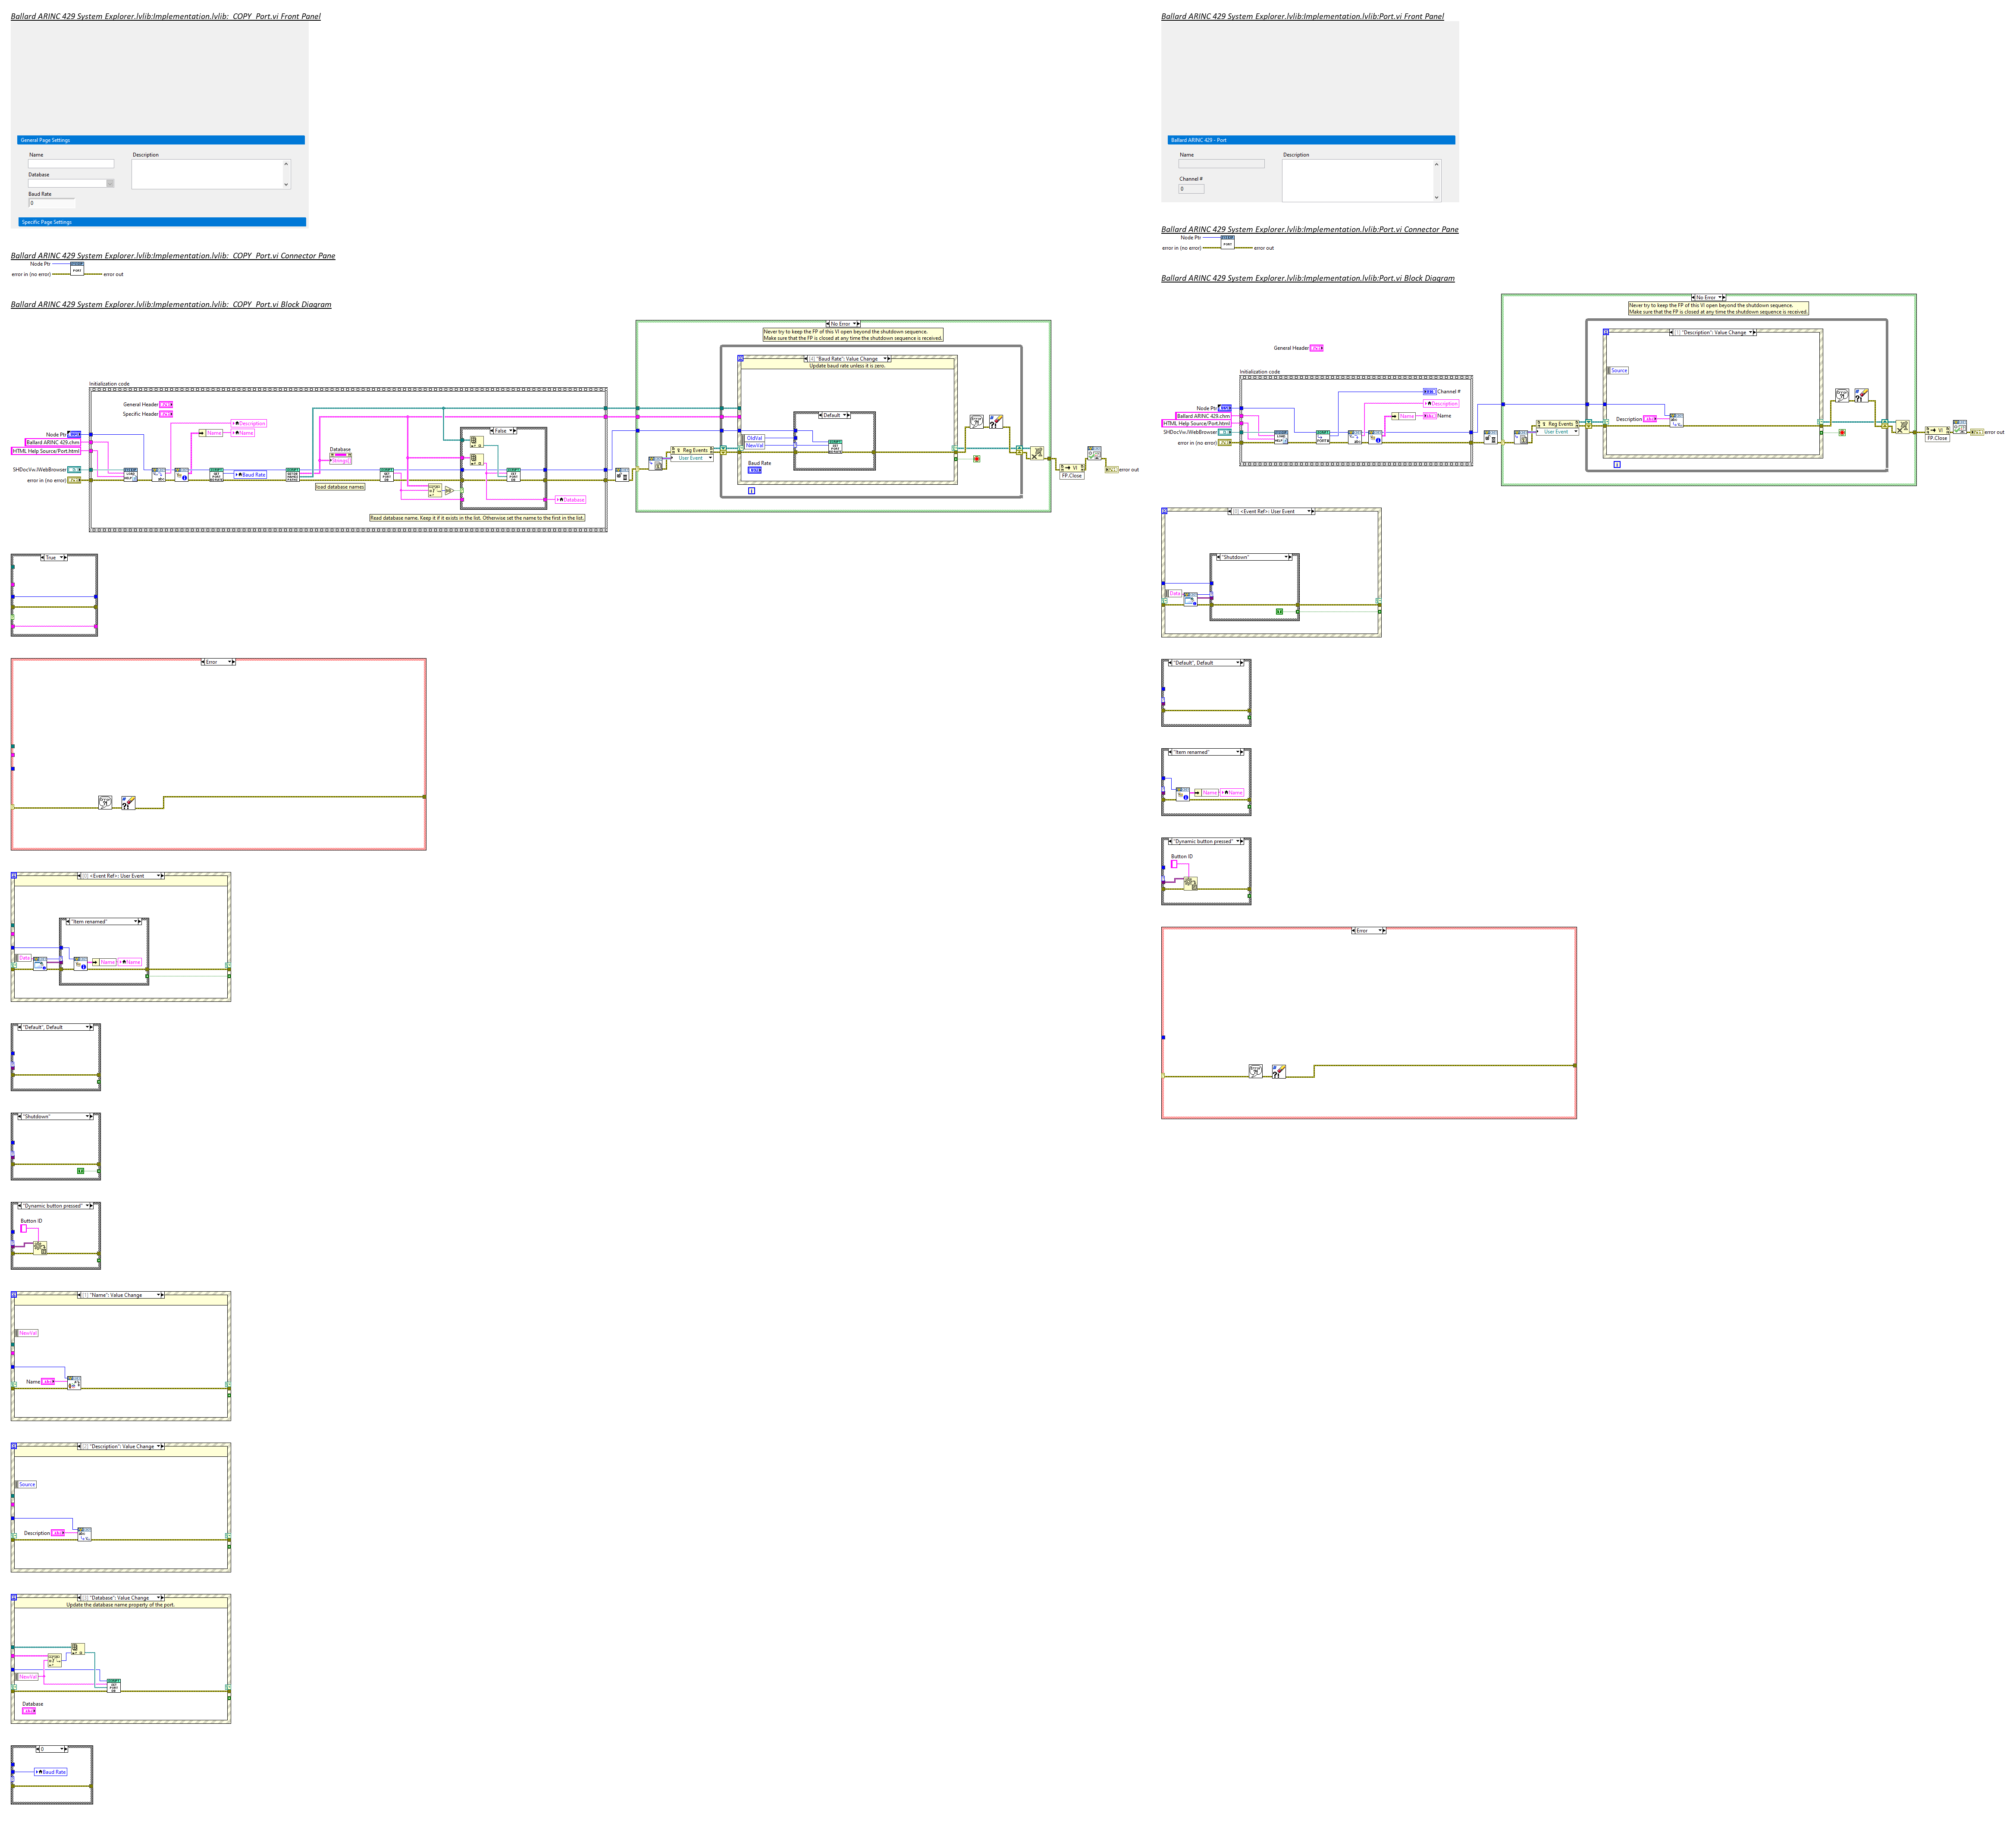 Ballard ARINC 429 System Explorer.lvlib:Implementation.lvlib:_COPY_Port.vi Front Panel
General Page Settings
Name
Description
Database
Baud Rate
0
Specific Page Settings
Ballard ARINC 429 System Explorer.lvlib:Implementation.lvlib:_COPY_Port.vi Connector Pane
Node Ptr
PORT
error in (no error)
error out
Ballard ARINC 429 System Explorer.lvlib:Implementation.lvlib:_COPY_Port.vi Block Diagram
No Error
Never try to keep the FP of this VI open beyond the shutdown sequence.
Make sure that the FP is closed at any time the shutdown sequence is received.
[4] "Baud Rate": Value Change
Update baud rate unless it is zero.
Initialization code
General Header
Specific Header
Description
Name
Name
Node Ptr
Ballard ARINC 429.chm
HTML Help Source/Port.html
SHDocVw.IWebBrowser
error in (no error)
Baud Rate
Database
Strings[]
load database names
False
Database
Read database name. Keep it if it exists in the list. Otherwise set the name to the first in the list.
Reg Events
User Event
Default
OldVal
NewVal
Baud Rate
i
VI
FP.Close
error out
True
Error
[0] <Event Ref>: User Event
"Item renamed"
Data
Name
Name
"Default", Default
"Shutdown"
"Dynamic button pressed"
Button ID
[1] "Name": Value Change
NewVal
Name
[2] "Description": Value Change
Source
Description
[3] "Database": Value Change
Update the database name property of the port.
NewVal
Database
0
Baud Rate
Ballard ARINC 429 System Explorer.lvlib:Implementation.lvlib:Port.vi Front Panel
Ballard ARINC 429 - Port
Name
Description
Channel #
0
Ballard ARINC 429 System Explorer.lvlib:Implementation.lvlib:Port.vi Connector Pane
Node Ptr
PORT
error in (no error)
error out
Ballard ARINC 429 System Explorer.lvlib:Implementation.lvlib:Port.vi Block Diagram
No Error
Never try to keep the FP of this VI open beyond the shutdown sequence.
Make sure that the FP is closed at any time the shutdown sequence is received.
[1] "Description": Value Change
General Header
Source
Initialization code
Channel #
Description
Name
Name
Node Ptr
Ballard ARINC 429.chm
HTML Help Source/Port.html
SHDocVw.IWebBrowser
error in (no error)
Reg Events
User Event
Description
i
VI
FP.Close
error out
[0] <Event Ref>: User Event
"Shutdown"
Data
"Default", Default
"Item renamed"
Name
Name
"Dynamic button pressed"
Button ID
Error